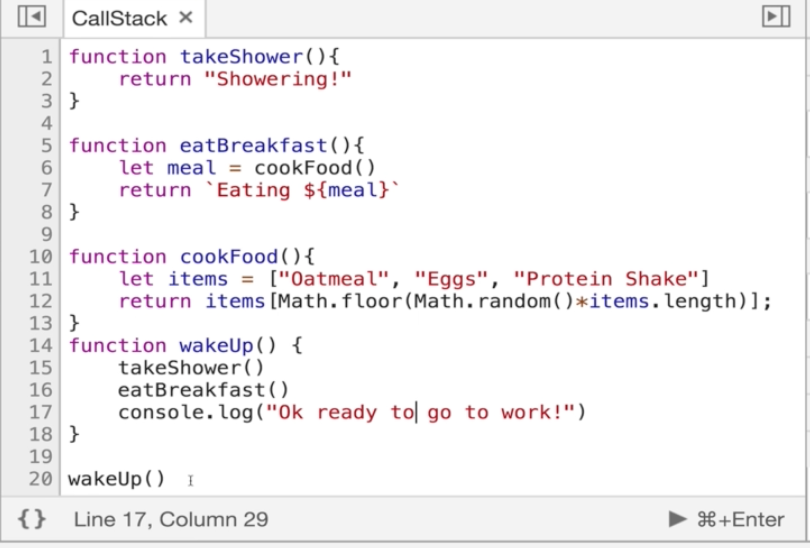 CallStack ×
1 function takeShower(){
2     return "Showering!"
3 }
4
5 function eatBreakfast(){
6     let meal = cookFood()
7     return `Eating ${meal}`
8 }
9
10 function cookFood(){
11     let items = ["Oatmeal", "Eggs", "Protein Shake"]
12     return items[Math.floor(Math.random()*items.length)];
13 }
14 function wakeUp() {
15     takeShower()
16     eatBreakfast()
17     console.log("Ok ready to go to work!")
18 }
19
20 wakeUp()
{} Line 17, Column 29 ▶ ⌘+Enter